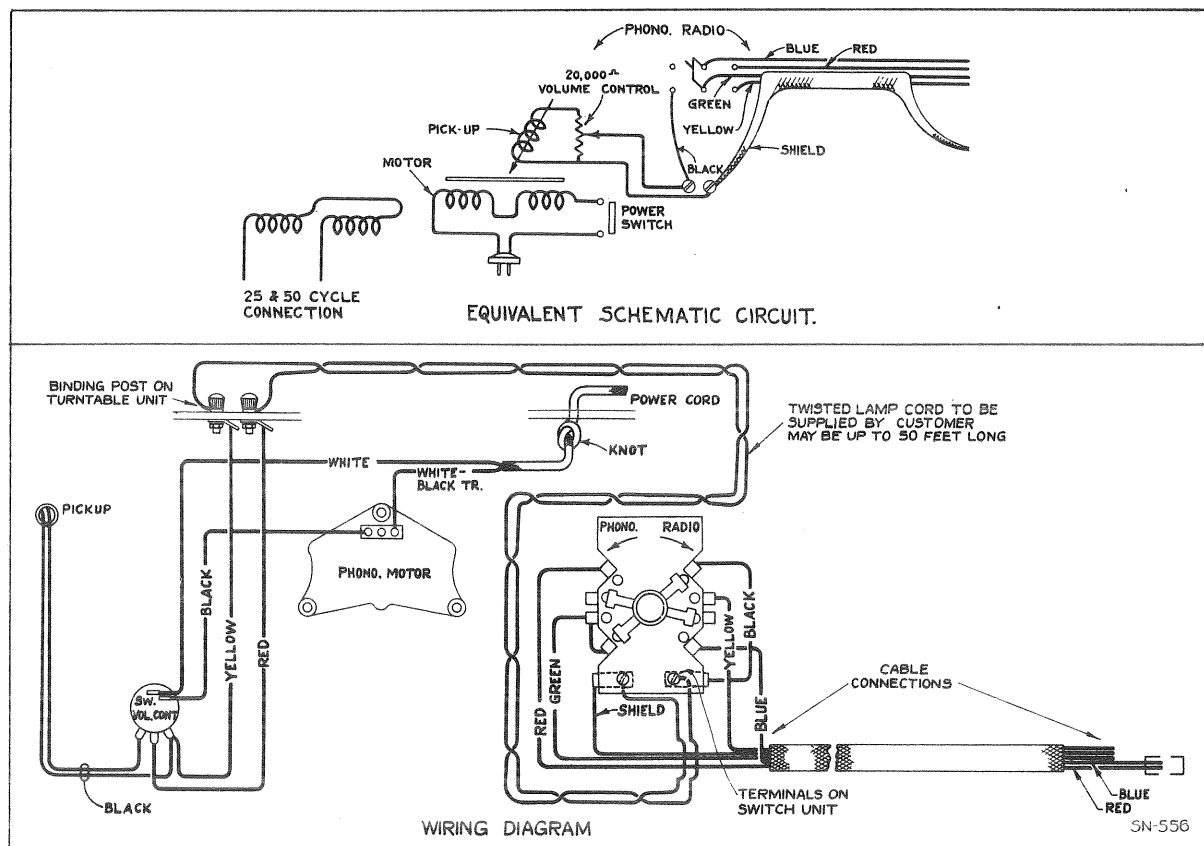 PHONO. RADIO
BLUE
RED
20,000 Ω
VOLUME CONTROL
GREEN
PICK-UP
YELLOW
SHIELD
MOTOR
BLACK
POWER
SWITCH
25 & 50 CYCLE
CONNECTION
EQUIVALENT SCHEMATIC CIRCUIT.
BINDING POST ON
TURNTABLE UNIT
POWER CORD
TWISTED LAMP CORD TO BE
SUPPLIED BY CUSTOMER
MAY BE UP TO 50 FEET LONG
KNOT
WHITE
WHITE-
BLACK TR.
PICKUP
PHONO. RADIO
PHONO. MOTOR
BLACK
YELLOW
RED
RED
GREEN
YELLOW
BLACK
BLUE
CABLE
CONNECTIONS
SW.
VOL. CONT
SHIELD
BLACK
TERMINALS ON
SWITCH UNIT
BLUE
RED
WIRING DIAGRAM
SN-556